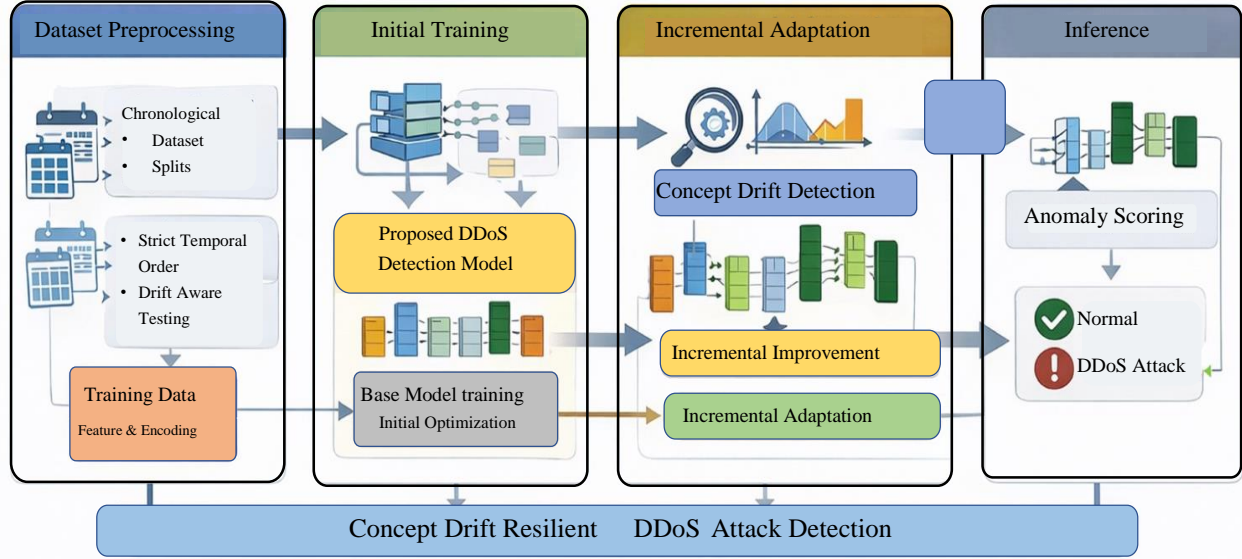 Dataset Preprocessing
Chronological
• Dataset
• Splits
• Strict Temporal
Order
• Drift Aware
Testing
Training Data
Feature & Encoding
Initial Training
Proposed DDoS
Detection Model
Base Model training
Initial Optimization
Incremental Adaptation
Concept Drift Detection
Incremental Improvement
Incremental Adaptation
Inference
Anomaly Scoring
Normal
DDoS Attack
Concept Drift Resilient DDoS Attack Detection